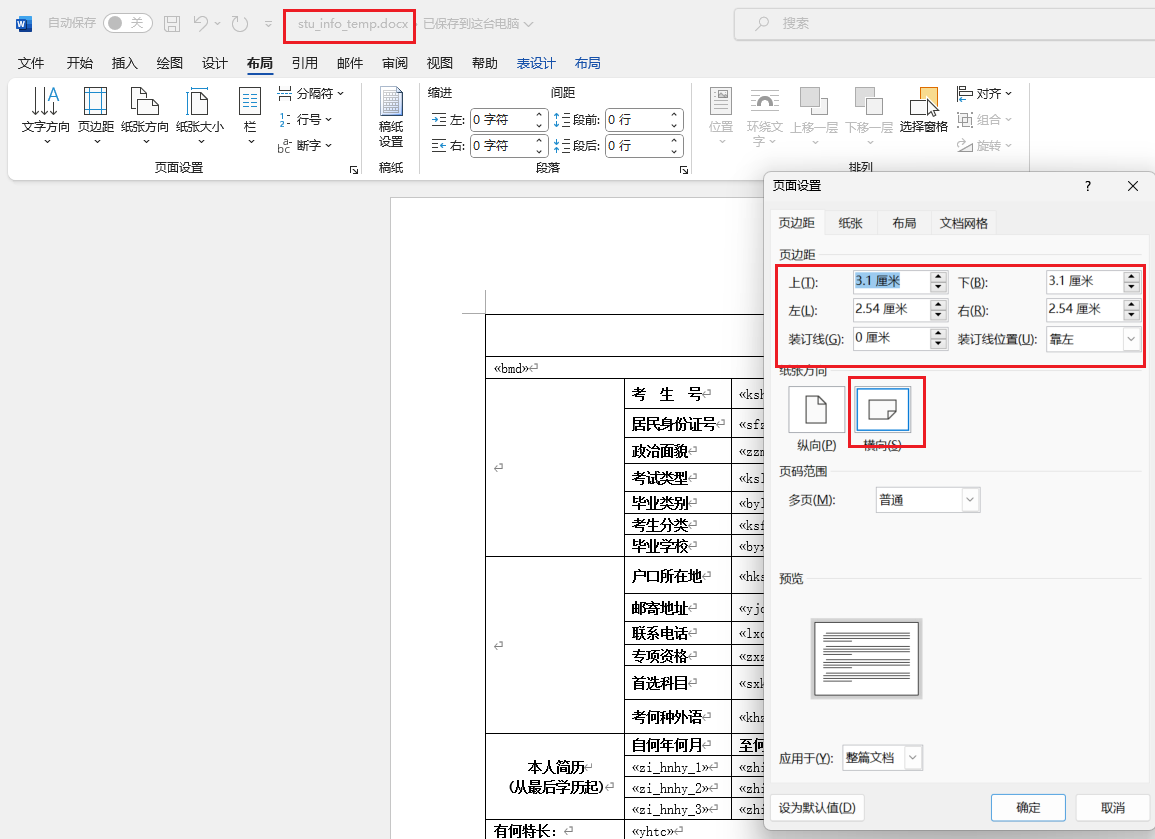 自动保存 关 stu_info_temp.docx 已保存到这台电脑 搜索
文件 开始 插入 绘图 设计 布局 引用 邮件 审阅 视图 帮助 表设计 布局
文字方向 页边距 纸张方向 纸张大小 栏
分隔符
行号
断字
页面设置
稿纸
设置
稿纸
缩进 间距
左: 0 字符 段前: 0 行
右: 0 字符 段后: 0 行
段落
位置 环绕文
字 上移一层 下移一层 选择窗格
对齐
组合
旋转
排列
页面设置 ?
页边距 纸张 布局 文档网格
页边距
上(T): 3.1 厘米 下(B): 3.1 厘米
左(L): 2.54 厘米 右(R): 2.54 厘米
装订线(G): 0 厘米 装订线位置(U): 靠左
纸张方向
纵向(P) 横向(S)
页码范围
多页(M): 普通
预览
应用于(Y): 整篇文档
设为默认值(D) 确定 取消
«bmd»
考 生 号
居民身份证号
政治面貌
考试类型
毕业类别
考生分类
毕业学校
户口所在地
邮寄地址
联系电话
专项资格
首选科目
考何种外语
本人简历
(从最后学历起)
自何年何月 至何
«zi_hnhy_1» «zhi
«zi_hnhy_2» «zhi
«zi_hnhy_3» «zhi
有何特长: «yhtc»